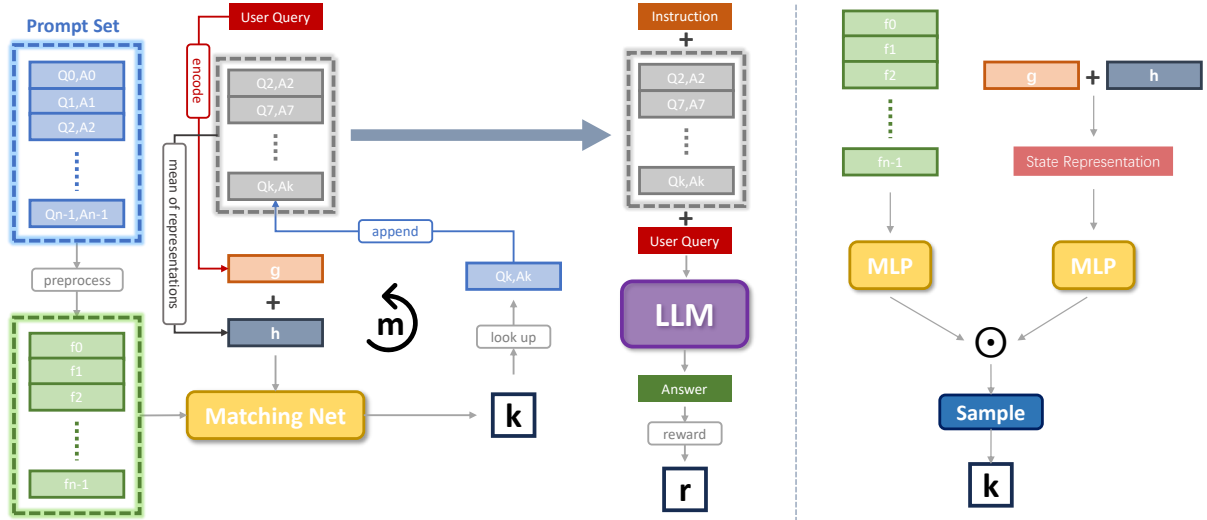 Prompt Set
Q0,A0
Q1,A1
Q2,A2
Qn-1,An-1
preprocess
f0
f1
f2
fn-1
User Query
encode
mean of representations
Q2,A2
Q7,A7
Qk,Ak
append
g
+
h
m
Qk,Ak
look up
Matching Net
k
Instruction
+
Q2,A2
Q7,A7
Qk,Ak
+
User Query
LLM
Answer
reward
r
f0
f1
f2
fn-1
g + h
State Representation
MLP
MLP
Sample
k